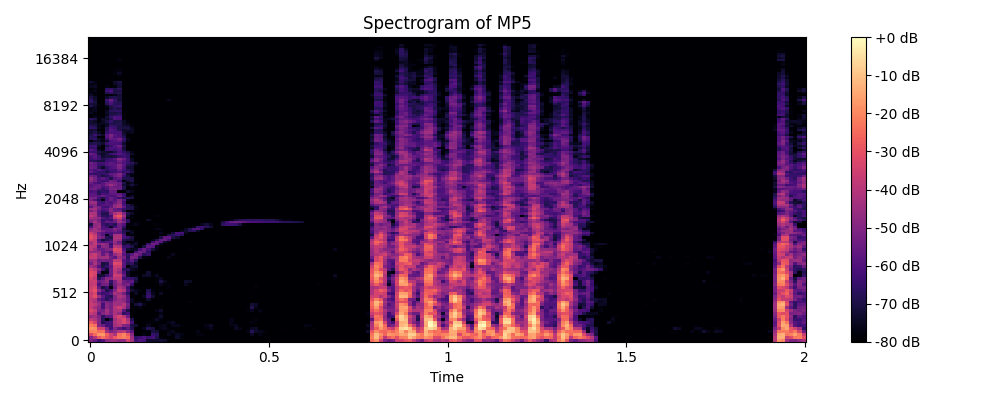 Spectrogram of MP5
Hz
16384
8192
4096
2048
1024
512
0
0
0.5
1
1.5
2
Time
+0 dB
-10 dB
-20 dB
-30 dB
-40 dB
-50 dB
-60 dB
-70 dB
-80 dB